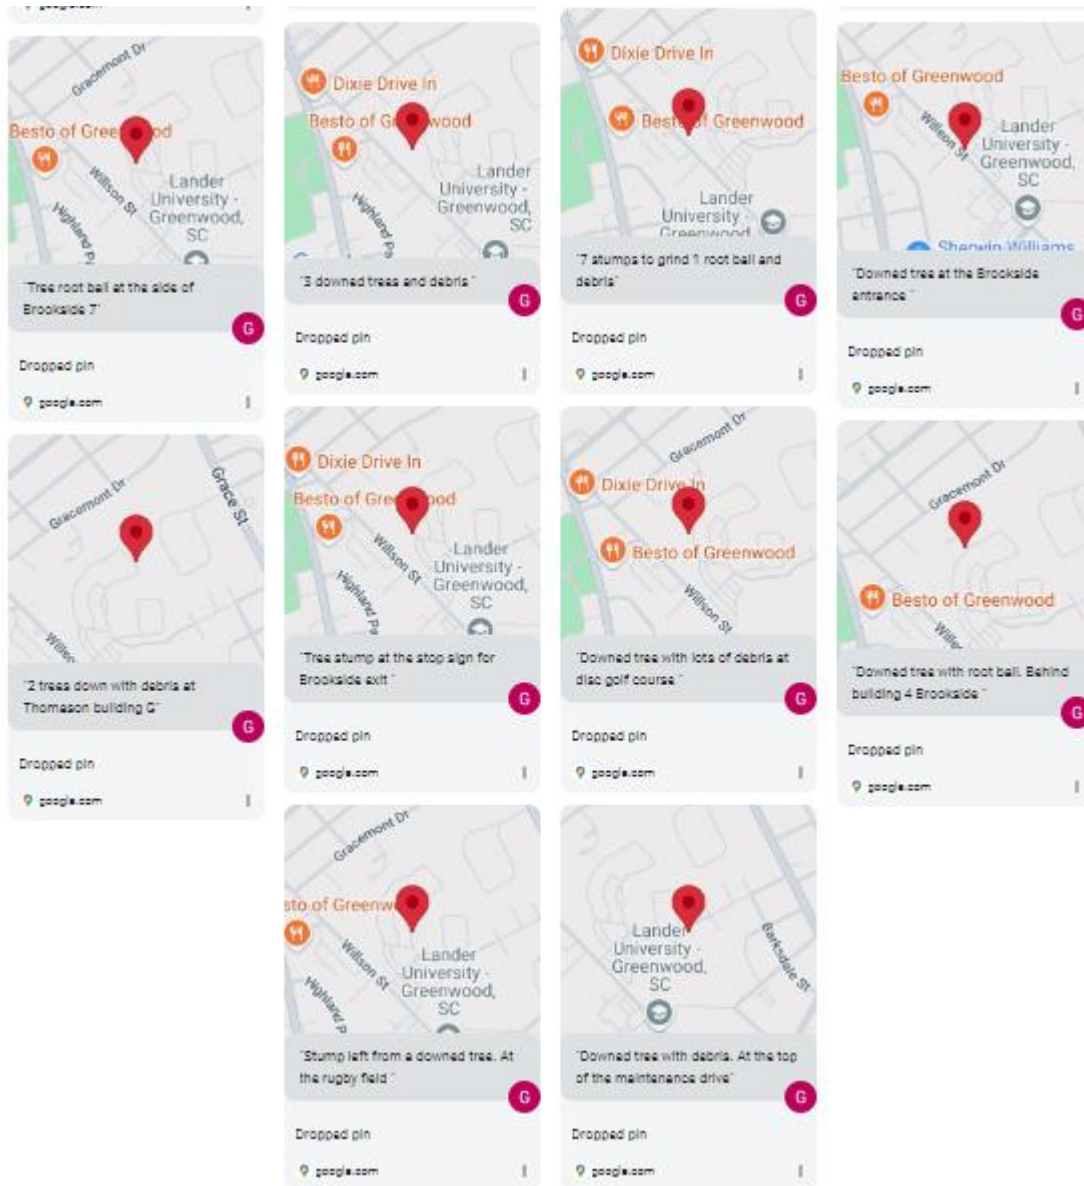 Gracemont Dr
Besto of Greenwood
Willson St
Highland Pl
Lander
University -
Greenwood,
SC
"Tree root ball at the side of
Brookside 7"
G
Dropped pin
google.com
Dixie Drive In
Besto of Greenwood
Willson St
Highland Pa
Lander
University -
Greenwood,
SC
"3 downed trees and debris "
G
Dropped pin
google.com
Dixie Drive In
Besto of Greenwood
Lander
University -
Greenwood
"7 stumps to grind 1 root ball and
debris"
G
Dropped pin
google.com
Besto of Greenwood
Willson St
Lander
University -
Greenwood,
SC
Sherwin-Williams
"Downed tree at the Brookside
entrance "
G
Dropped pin
google.com
Grace St
Gracemont Dr
"2 trees down with debris at
Thomason building G"
G
Dropped pin
google.com
Dixie Drive In
Besto of Greenwood
Willson St
Highland Pa
Lander
University -
Greenwood,
SC
"Tree stump at the stop sign for
Brookside exit "
G
Dropped pin
google.com
Gracemont Dr
Dixie Drive In
Besto of Greenwood
Willson St
"Downed tree with lots of debris at
disc golf course "
G
Dropped pin
google.com
Gracemont Dr
Besto of Greenwood
"Downed tree with root ball. Behind
building 4 Brookside "
G
Dropped pin
google.com
Gracemont Dr
sto of Greenw
Willson St
Highland P
Lander
University -
Greenwood,
SC
"Stump left from a downed tree. At
the rugby field "
G
Dropped pin
google.com
Barksdale St
Lander
University -
Greenwood,
SC
"Downed tree with debris. At the top
of the maintenance drive"
G
Dropped pin
google.com